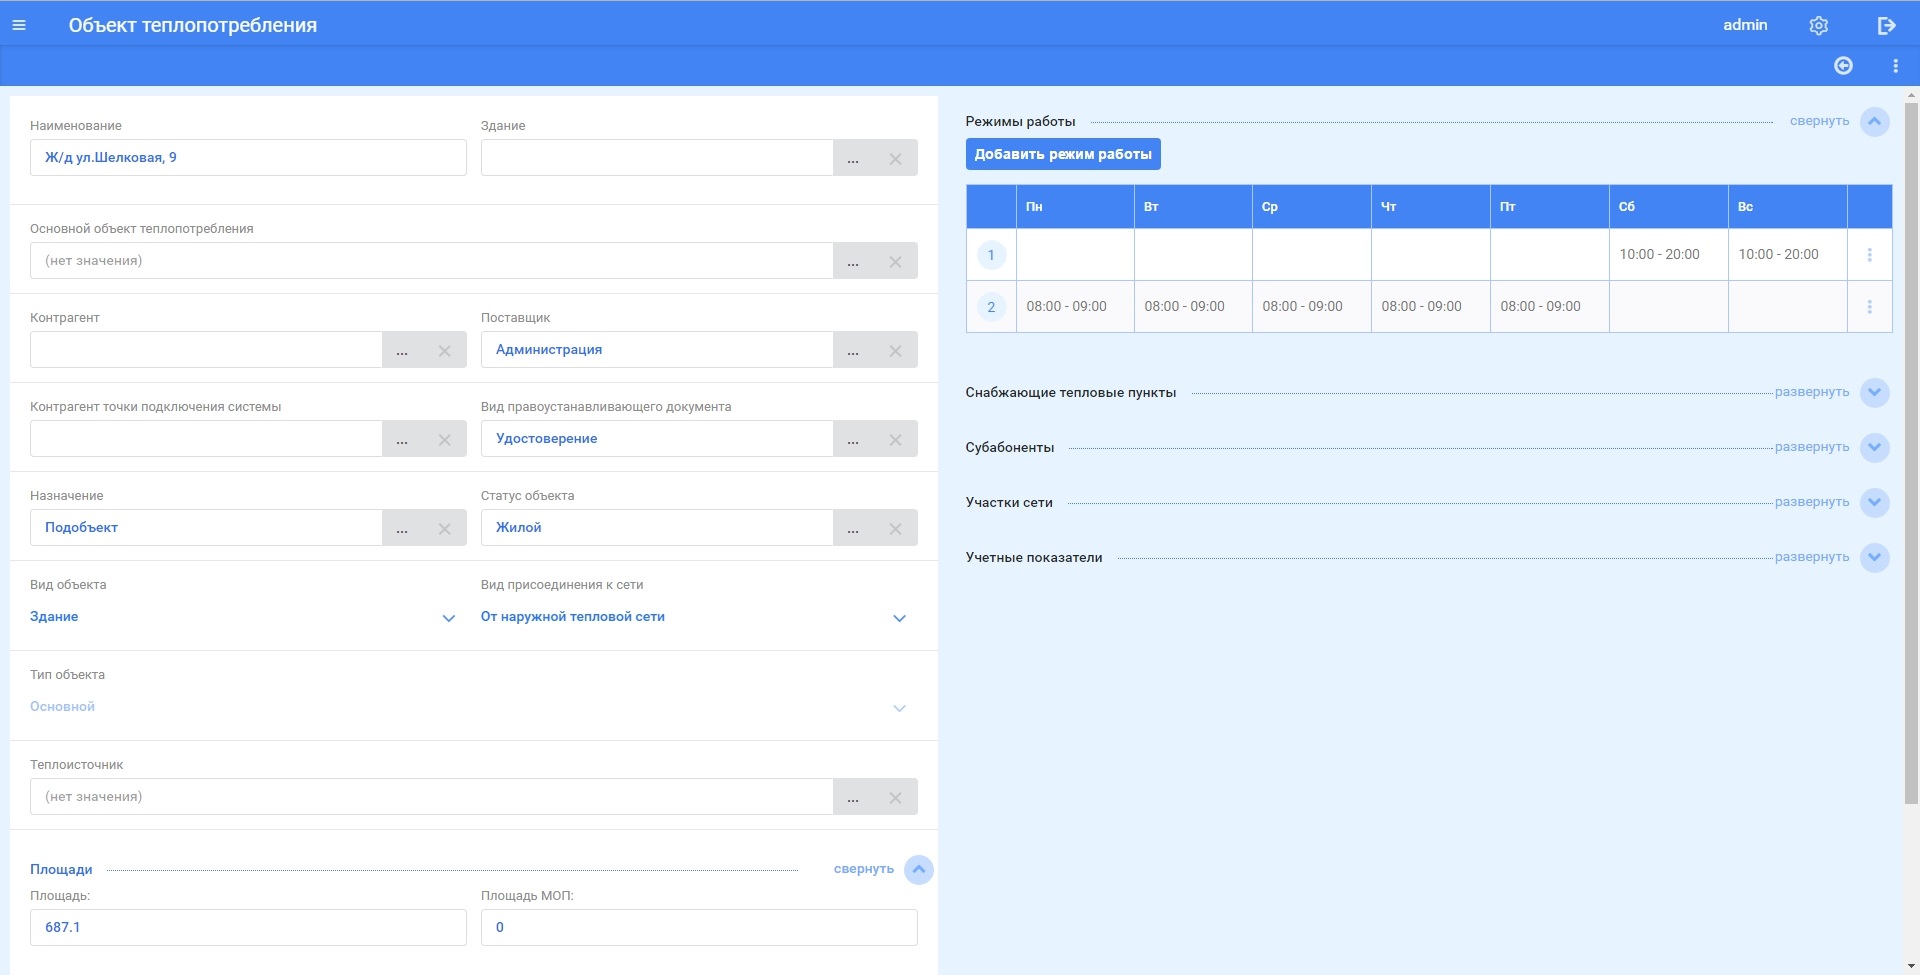 Объект теплопотребления
admin
Наименование
Здание
Ж/д ул.Шелковая, 9
...
Основной объект теплопотребления
(нет значения)
...
Контрагент
Поставщик
...
Администрация
...
Контрагент точки подключения системы
Вид правоустанавливающего документа
...
Удостоверение
...
Назначение
Статус объекта
Подобъект
...
Жилой
...
Вид объекта
Вид присоединения к сети
Здание
От наружной тепловой сети
Тип объекта
Основной
Теплоисточник
(нет значения)
...
Площади
свернуть
Площадь:
Площадь МОП:
687.1
0
Режимы работы
свернуть
Добавить режим работы
Пн Вт Ср Чт Пт Сб Вс
1 10:00 - 20:00 10:00 - 20:00
2 08:00 - 09:00 08:00 - 09:00 08:00 - 09:00 08:00 - 09:00 08:00 - 09:00
Снабжающие тепловые пункты
развернуть
Субабоненты
развернуть
Участки сети
развернуть
Учетные показатели
развернуть